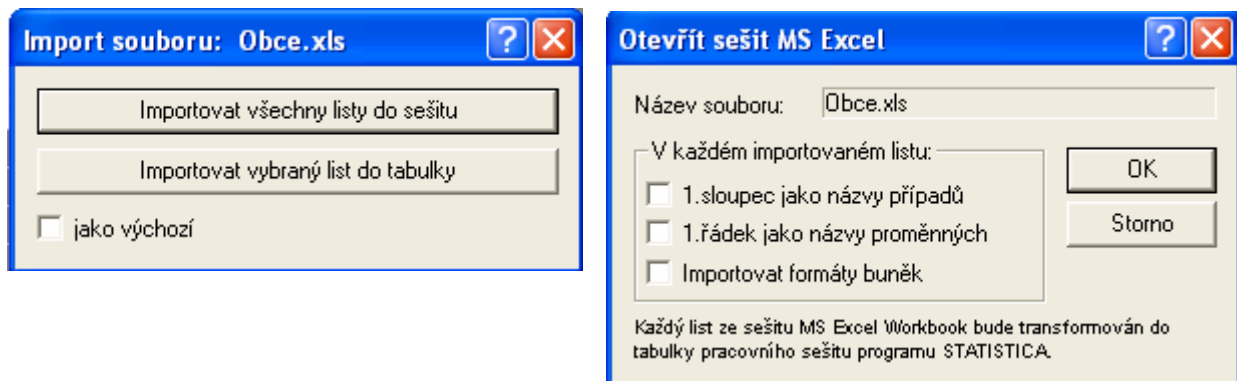 Import souboru: Obce.xls
Importovat všechny listy do sešitu
Importovat vybraný list do tabulky
jako výchozí
Otevřít sešit MS Excel
Název souboru: Obce.xls
V každém importovaném listu:
1.sloupec jako názvy případů
1.řádek jako názvy proměnných
Importovat formáty buněk
OK
Storno
Každý list ze sešitu MS Excel Workbook bude transformován do
tabulky pracovního sešitu programu STATISTICA.